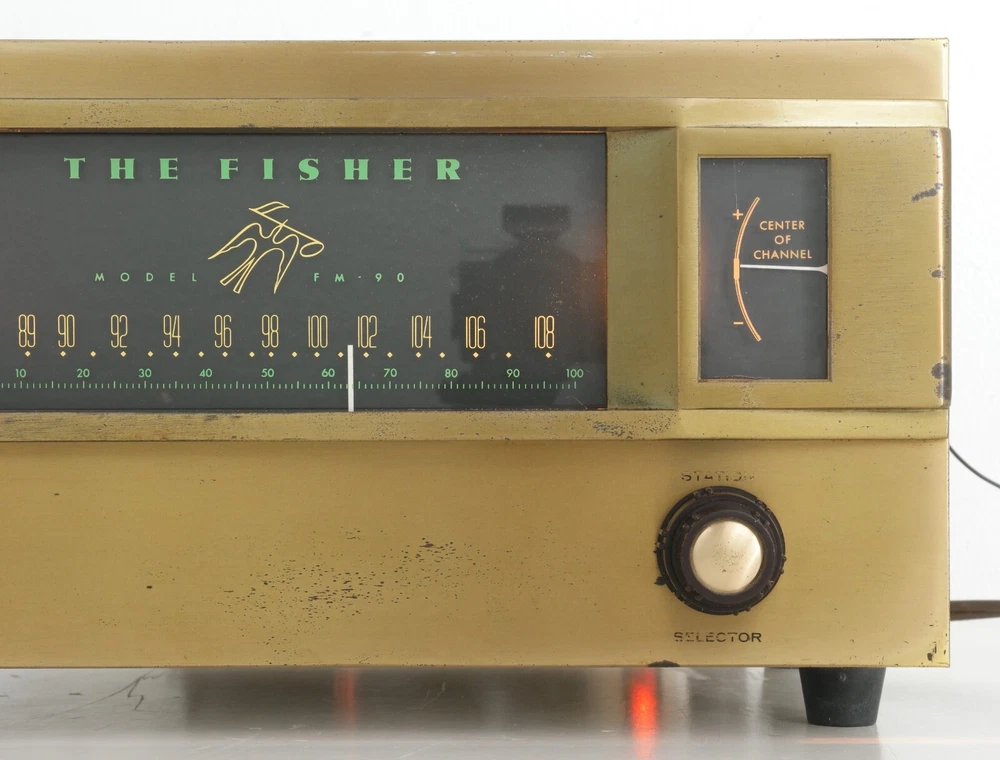 THE FISHER
MODEL FM-90
89 90 92 94 96 98 100 102 104 106 108
10 20 30 40 50 60 70 80 90 100
+
CENTER
OF
CHANNEL
–
STATION
SELECTOR